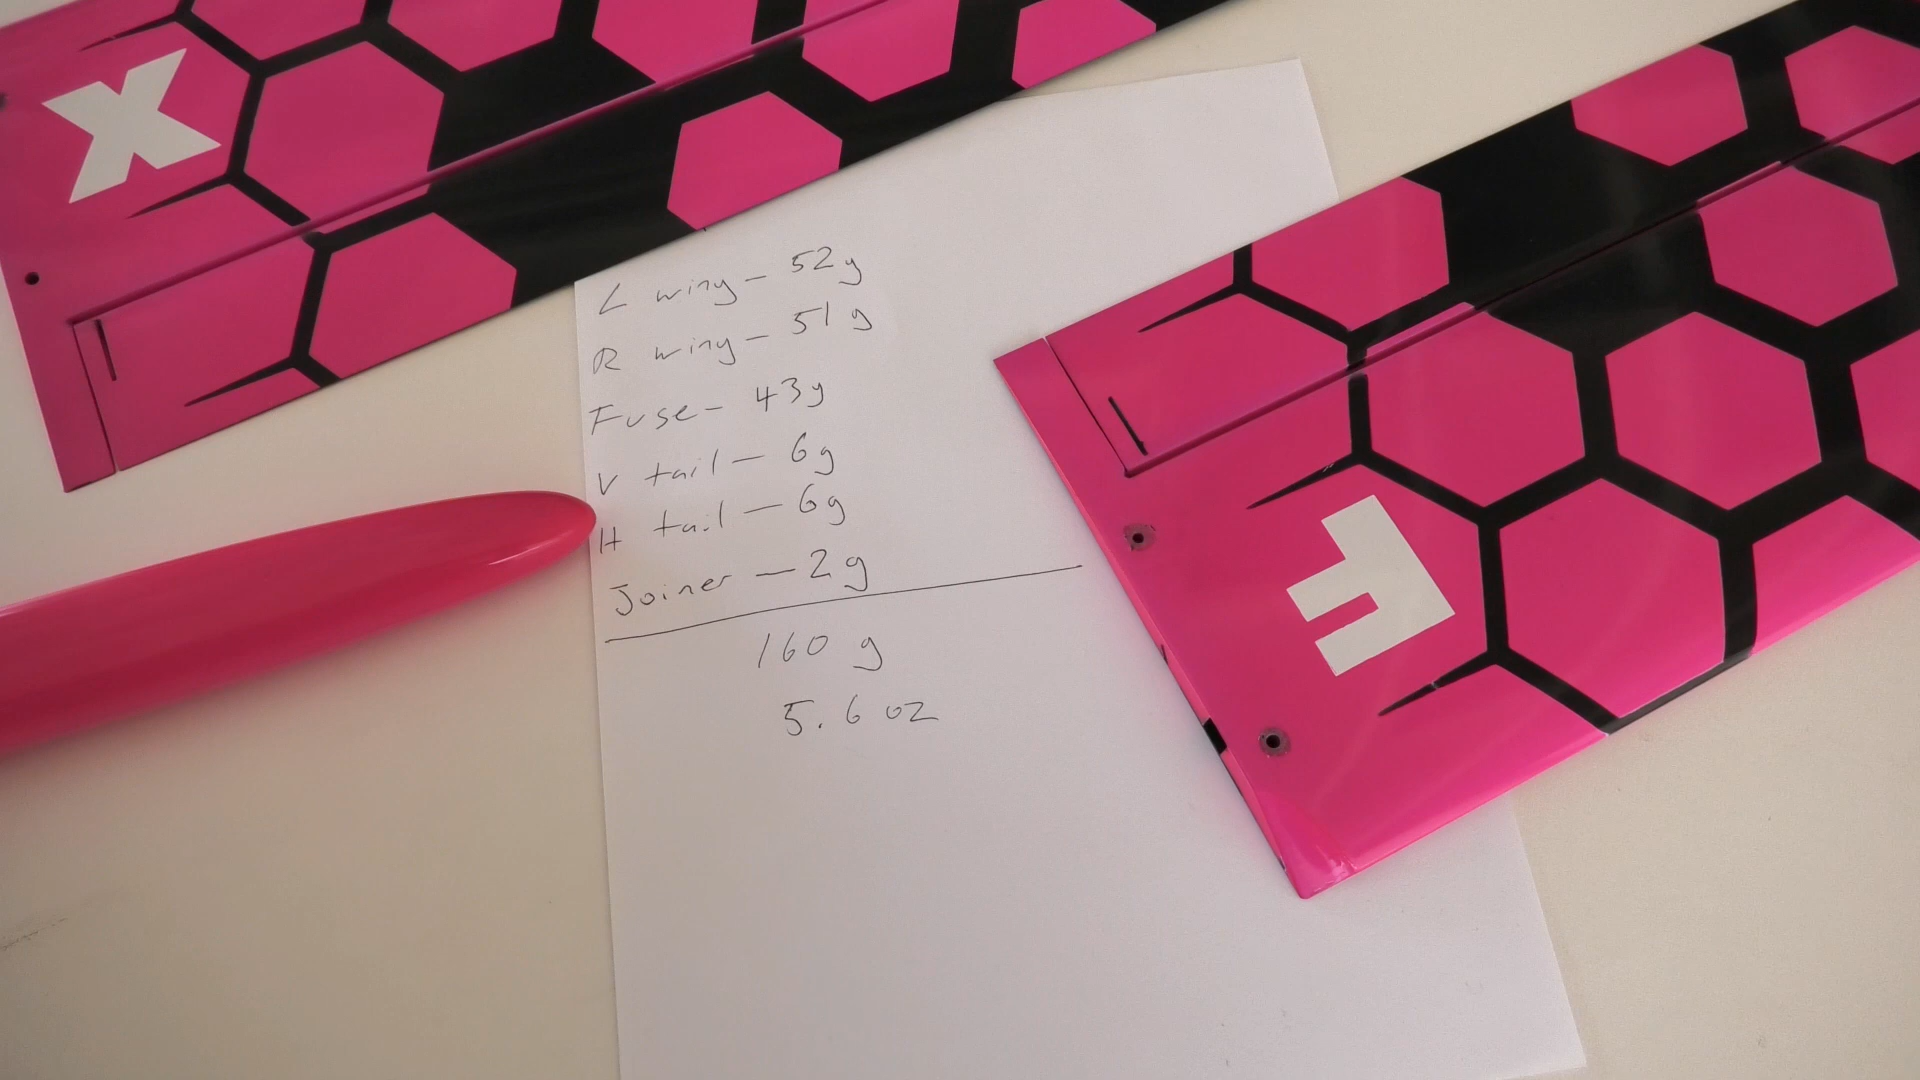 X
L wing - 52g
R wing - 51g
Fuse - 43g
V tail - 6g
H tail - 6g
Joiner - 2g
160 g
5.6 oz
F